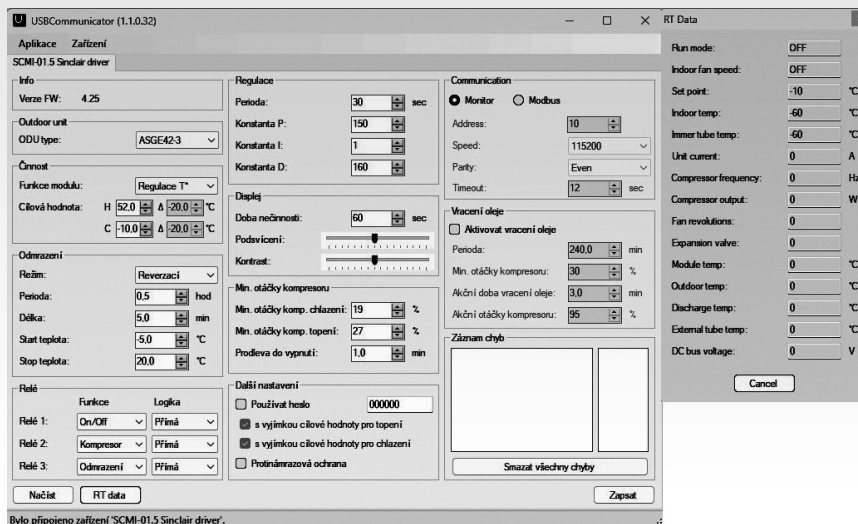 USBCommunicator (1.1.0.32)
Aplikace Zařízení
SCMI-01.5 Sinclair driver
Info
Verze FW: 4.25
Outdoor unit
ODU type: ASGE42-3
Činnost
Funkce modulu: Regulace T*
Cílová hodnota: H 52,0 Δ -20,0 °C
C -10,0 Δ -20,0 °C
Odmrazení
Režim: Reverzací
Perioda: 0,5 hod
Délka: 5,0 min
Start teplota: -5,0 °C
Stop teplota: 20,0 °C
Relé
Funkce Logika
Relé 1: On/Off Přímá
Relé 2: Kompresor Přímá
Relé 3: Odmrazení Přímá
Načíst RT data
Regulace
Perioda: 30 sec
Konstanta P: 150
Konstanta I: 1
Konstanta D: 160
Displej
Doba nečinnosti: 60 sec
Podsvícení:
Kontrast:
Min. otáčky kompresoru
Min. otáčky komp. chlazení: 19 %
Min. otáčky komp. topení: 27 %
Prodleva do vypnutí: 1,0 min
Další nastavení
Používat heslo 000000
s vyjímkou cílové hodnoty pro topení
s vyjímkou cílové hodnoty pro chlazení
Protinámrazová ochrana
Communication
Monitor Modbus
Address: 10
Speed: 115200
Parity: Even
Timeout: 12 sec
Vracení oleje
Aktivovat vracení oleje
Perioda: 240,0 min
Min. otáčky kompresoru: 30 %
Akční doba vracení oleje: 3,0 min
Akční otáčky kompresoru: 95 %
Záznam chyb
Smazat všechny chyby
Zapsat
Bylo připojeno zařízení 'SCMI-01.5 Sinclair driver'.
RT Data
Run mode: OFF
Indoor fan speed: OFF
Set point: -10 °C
Indoor temp: -60 °C
Immer tube temp: -60 °C
Unit current: 0 A
Compressor frequency: 0 Hz
Compressor output: 0 W
Fan revolutions: 0
Expansion valve: 0
Module temp: 0 °C
Outdoor temp: 0 °C
Discharge temp: 0 °C
External tube temp: 0 °C
DC bus voltage: 0 V
Cancel